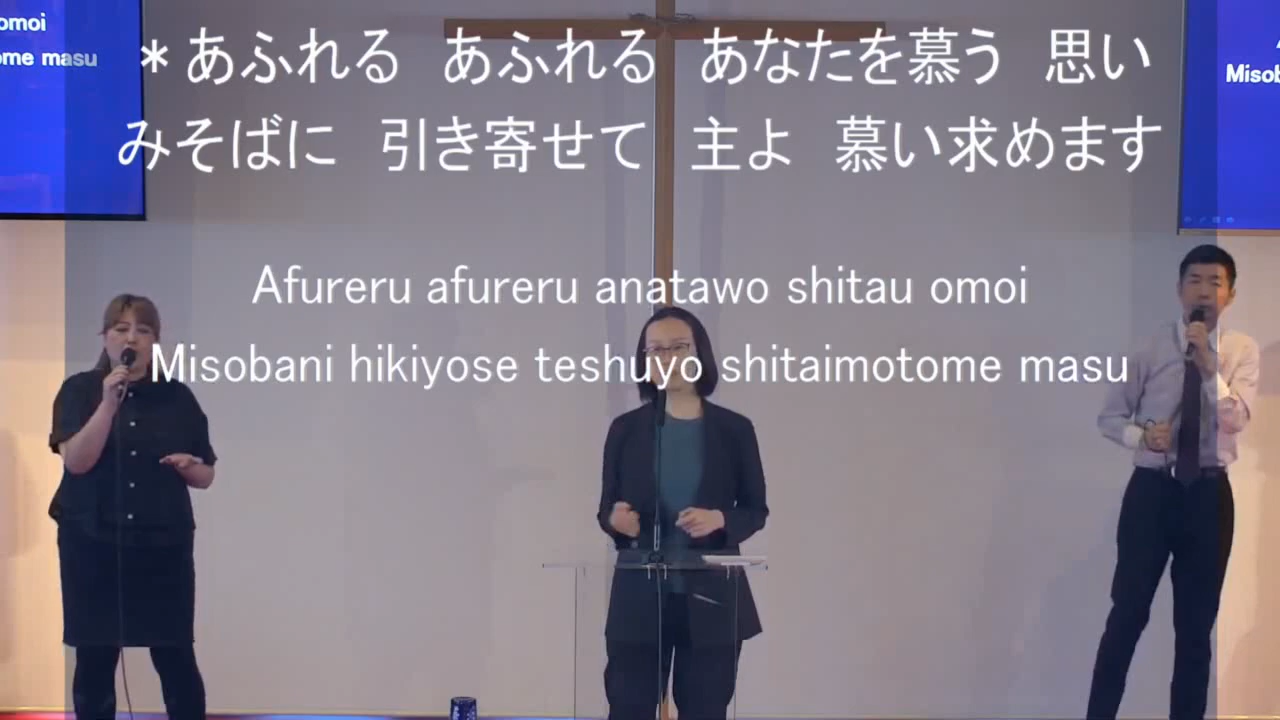 omoi
ome masu
Misob
＊あふれる　あふれる　あなたを慕う　思い
みそばに　引き寄せて　主よ　慕い求めます
Afureru afureru anatawo shitau omoi
Misobani hikiyose teshuyo shitaimotome masu